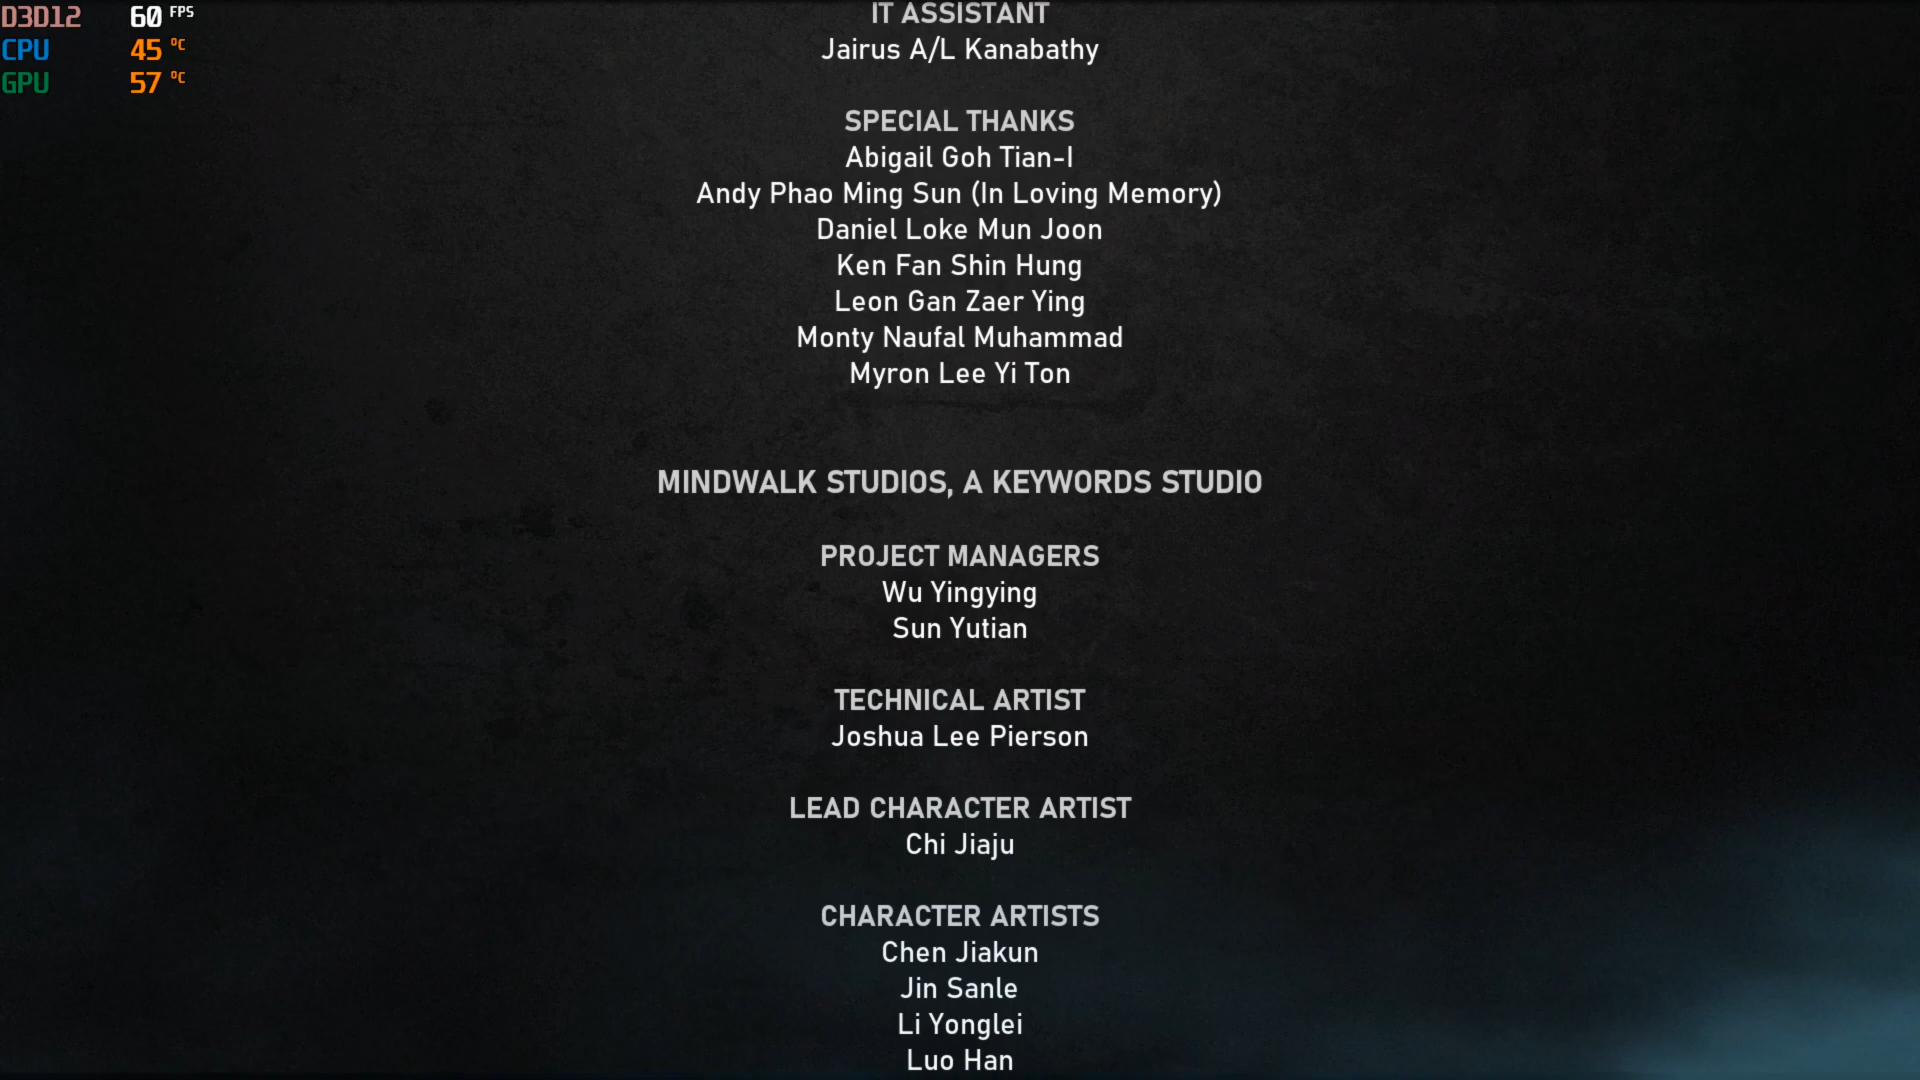 D3D12 60 FPS
CPU 45 °C
GPU 57 °C
IT ASSISTANT
Jairus A/L Kanabathy
SPECIAL THANKS
Abigail Goh Tian-I
Andy Phao Ming Sun (In Loving Memory)
Daniel Loke Mun Joon
Ken Fan Shin Hung
Leon Gan Zaer Ying
Monty Naufal Muhammad
Myron Lee Yi Ton
MINDWALK STUDIOS, A KEYWORDS STUDIO
PROJECT MANAGERS
Wu Yingying
Sun Yutian
TECHNICAL ARTIST
Joshua Lee Pierson
LEAD CHARACTER ARTIST
Chi Jiaju
CHARACTER ARTISTS
Chen Jiakun
Jin Sanle
Li Yonglei
Luo Han